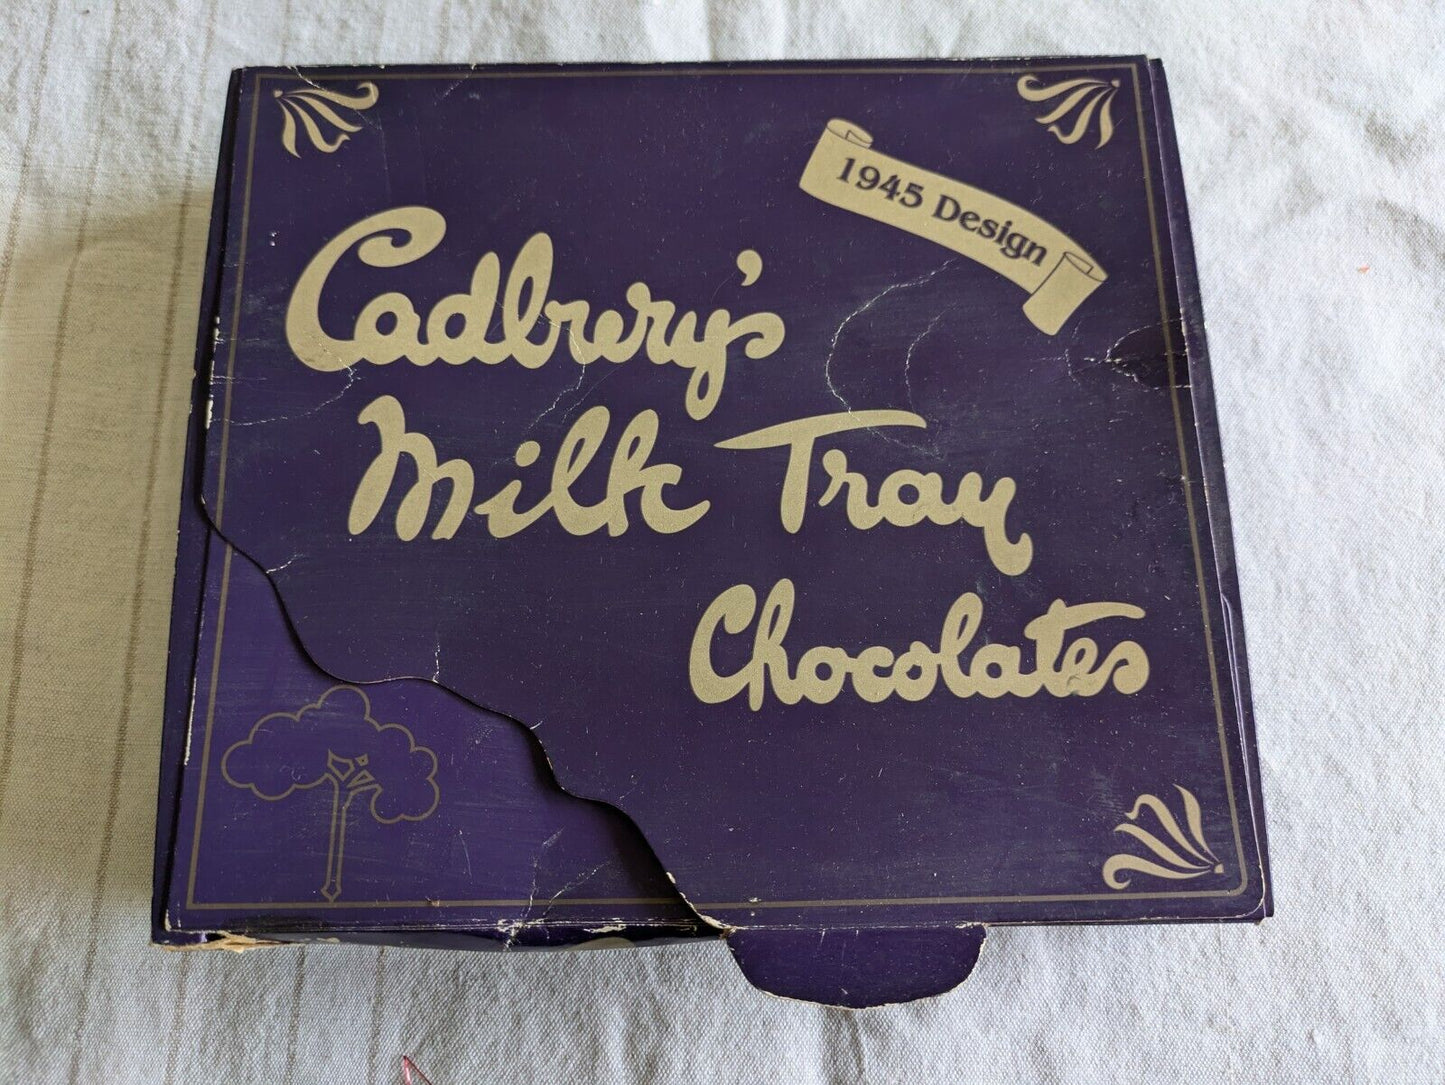 1945 Design
Cadbury's
Milk Tray
Chocolates